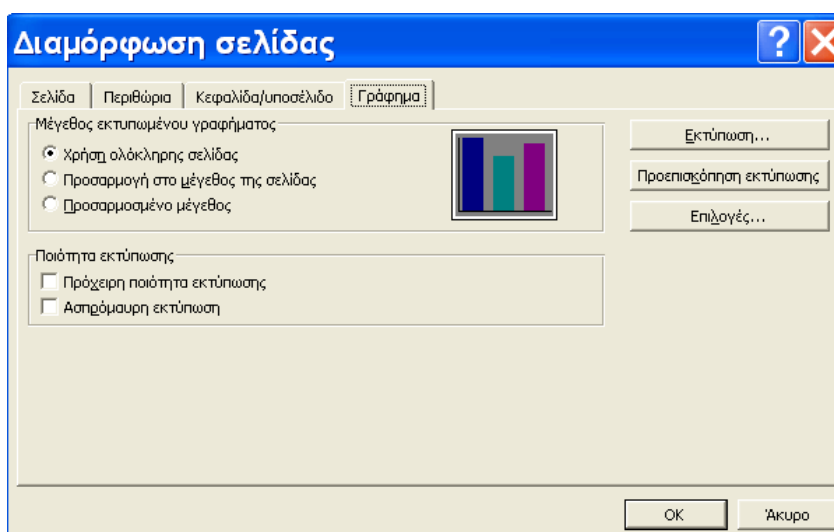 Διαμόρφωση σελίδας
Σελίδα Περιθώρια Κεφαλίδα/υποσέλιδο Γράφημα
Μέγεθος εκτυπωμένου γραφήματος
Χρήση ολόκληρης σελίδας
Προσαρμογή στο μέγεθος της σελίδας
Προσαρμοσμένο μέγεθος
Εκτύπωση...
Προεπισκόπηση εκτύπωσης
Επιλογές...
Ποιότητα εκτύπωσης
Πρόχειρη ποιότητα εκτύπωσης
Ασπρόμαυρη εκτύπωση
OK Άκυρο